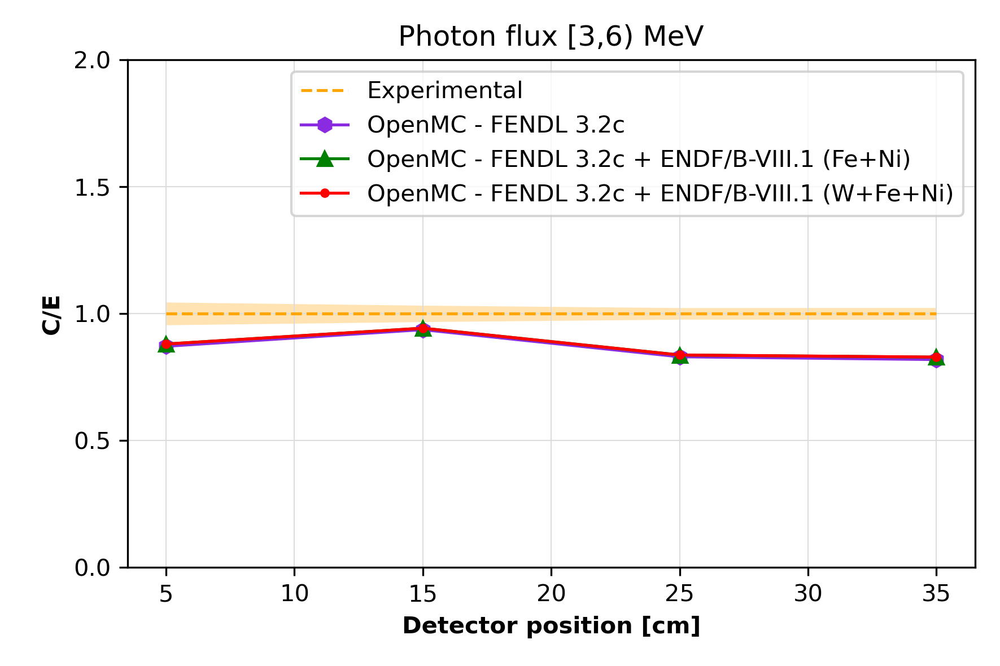 Photon flux [3,6) MeV
2.0
1.5
1.0
0.5
0.0
C/E
Experimental
OpenMC - FENDL 3.2c
OpenMC - FENDL 3.2c + ENDF/B-VIII.1 (Fe+Ni)
OpenMC - FENDL 3.2c + ENDF/B-VIII.1 (W+Fe+Ni)
5 10 15 20 25 30 35
Detector position [cm]